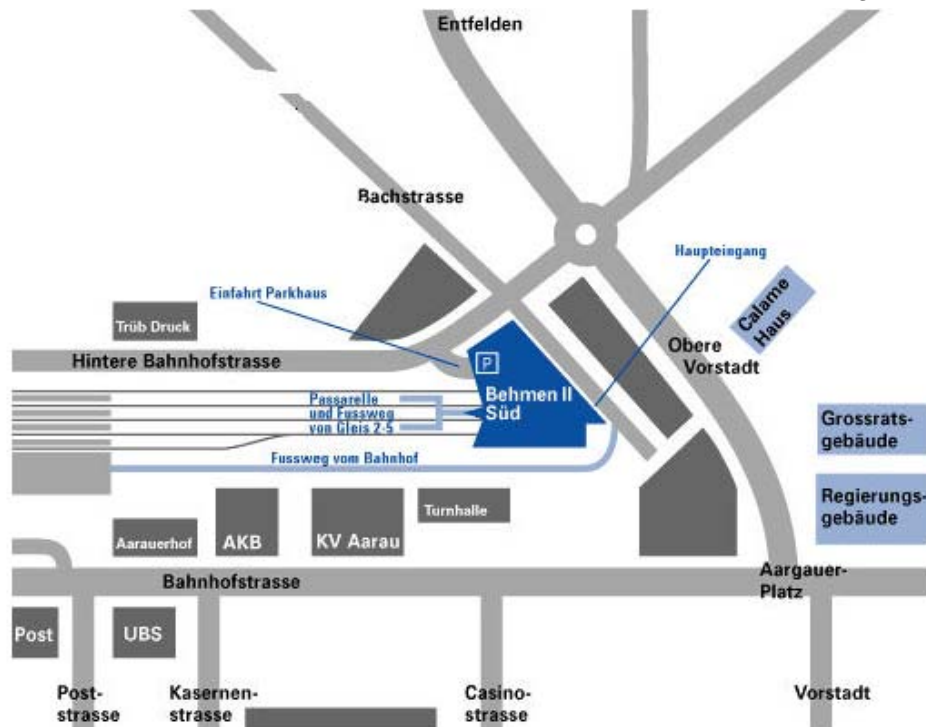 Entfelden
Bachstrasse
Haupteingang
Einfahrt Parkhaus
Calame
Haus
Trüb Druck
Obere
Vorstadt
Hintere Bahnhofstrasse
P
Behmen II
Süd
Passarelle
und Fussweg
von Gleis 2-5
Grossrats-
gebäude
Fussweg vom Bahnhof
Regierungs-
gebäude
Turnhalle
Aarauerhof
AKB
KV Aarau
Bahnhofstrasse
Aargauer-
Platz
Post
UBS
Post-
strasse
Kasernen-
strasse
Casino-
strasse
Vorstadt